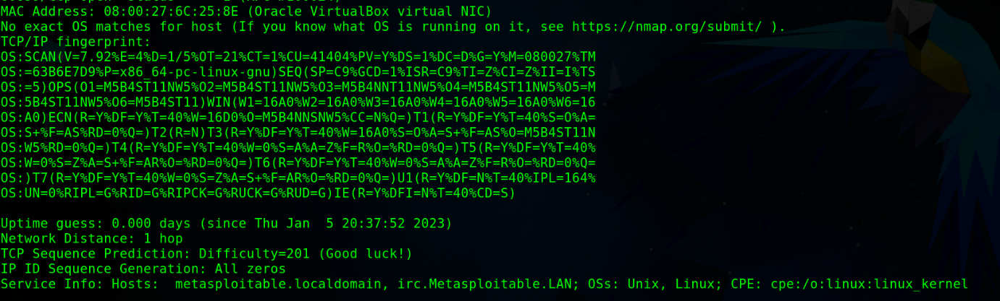 MAC Address: 08:00:27:6C:25:8E (Oracle VirtualBox virtual NIC)
No exact OS matches for host (If you know what OS is running on it, see https://nmap.org/submit/ ).
TCP/IP fingerprint:
OS:SCAN(V=7.92%E=4%D=1/5%OT=21%CT=1%CU=41404%PV=Y%DS=1%DC=D%G=Y%M=080027%TM
OS:=63B6E7D9%P=x86_64-pc-linux-gnu)SEQ(SP=C9%GCD=1%ISR=C9%TI=Z%CI=Z%II=I%TS
OS:=5)OPS(O1=M5B4ST11NW5%O2=M5B4ST11NW5%O3=M5B4NNT11NW5%O4=M5B4ST11NW5%O5=M
OS:5B4ST11NW5%O6=M5B4ST11)WIN(W1=16A0%W2=16A0%W3=16A0%W4=16A0%W5=16A0%W6=16
OS:A0)ECN(R=Y%DF=Y%T=40%W=16D0%O=M5B4NNSNW5%CC=N%Q=)T1(R=Y%DF=Y%T=40%S=O%A=
OS:S+%F=AS%RD=0%Q=)T2(R=N)T3(R=Y%DF=Y%T=40%W=16A0%S=O%A=S+%F=AS%O=M5B4ST11N
OS:W5%RD=0%Q=)T4(R=Y%DF=Y%T=40%W=0%S=A%A=Z%F=R%O=%RD=0%Q=)T5(R=Y%DF=Y%T=40%
OS:W=0%S=Z%A=S+%F=AR%O=%RD=0%Q=)T6(R=Y%DF=Y%T=40%W=0%S=A%A=Z%F=R%O=%RD=0%Q=
OS:)T7(R=Y%DF=Y%T=40%W=0%S=Z%A=S+%F=AR%O=%RD=0%Q=)U1(R=Y%DF=N%T=40%IPL=164%
OS:UN=0%RIPL=G%RID=G%RIPCK=G%RUCK=G%RUD=G)IE(R=Y%DFI=N%T=40%CD=S)
Uptime guess: 0.000 days (since Thu Jan  5 20:37:52 2023)
Network Distance: 1 hop
TCP Sequence Prediction: Difficulty=201 (Good luck!)
IP ID Sequence Generation: All zeros
Service Info: Hosts:  metasploitable.localdomain, irc.Metasploitable.LAN; OSs: Unix, Linux; CPE: cpe:/o:linux:linux_kernel